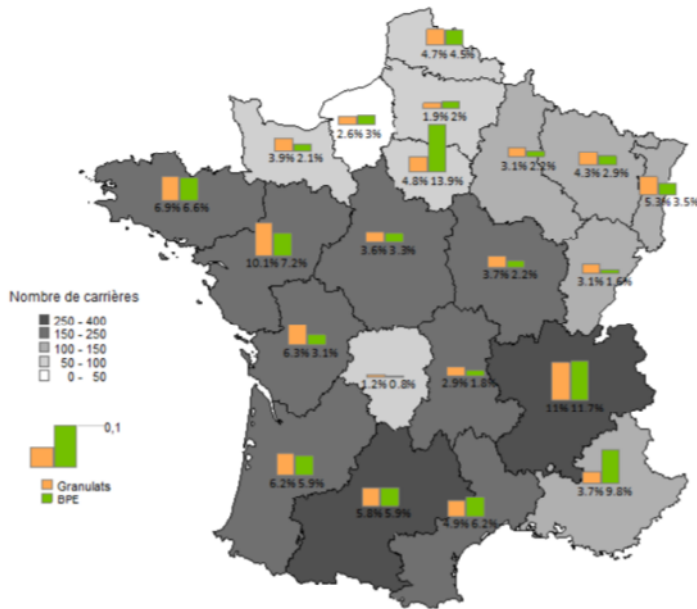 4.7% 4.5%
1.9% 2%
2.6% 3%
3.9% 2.1%
4.8% 13.9%
3.1% 2.2%
4.3% 2.9%
5.3% 3.5%
6.9% 6.6%
10.1% 7.2%
3.6% 3.3%
3.7% 2.2%
3.1% 1.6%
Nombre de carrières
250 - 400
150 - 250
100 - 150
50 - 100
0 - 50
6.3% 3.1%
1.2% 0.8%
2.9% 1.8%
11% 11.7%
0,1
Granulats
BPE
6.2% 5.9%
5.8% 5.9%
4.9% 6.2%
3.7% 9.8%